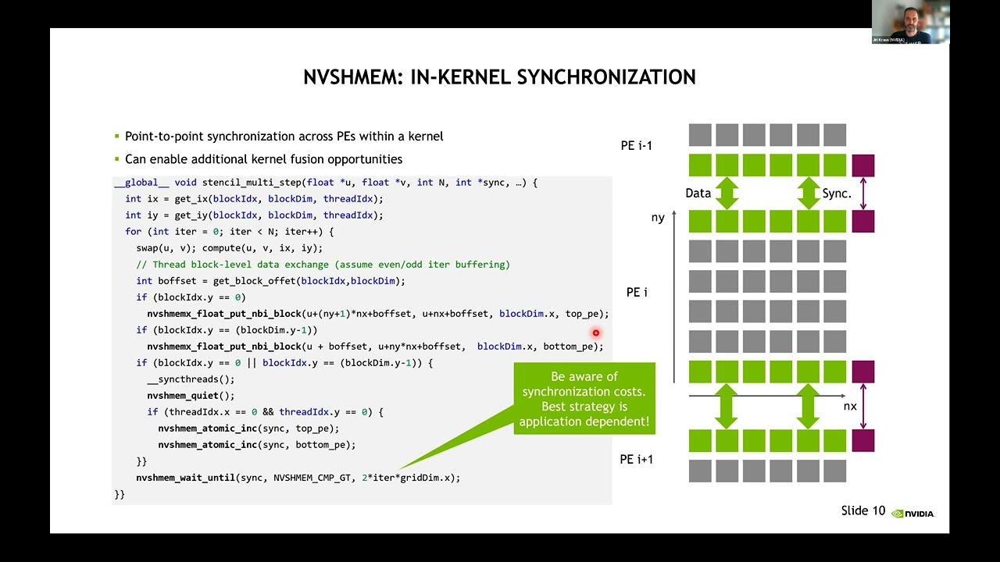 Jiri Kraus (NVIDIA)
NVSHMEM: IN-KERNEL SYNCHRONIZATION
Point-to-point synchronization across PEs within a kernel
Can enable additional kernel fusion opportunities
__global__ void stencil_multi_step(float *u, float *v, int N, int *sync, …) {
int ix = get_ix(blockIdx, blockDim, threadIdx);
int iy = get_iy(blockIdx, blockDim, threadIdx);
for (int iter = 0; iter < N; iter++) {
swap(u, v); compute(u, v, ix, iy);
// Thread block-level data exchange (assume even/odd iter buffering)
int boffset = get_block_offet(blockIdx,blockDim);
if (blockIdx.y == 0)
nvshmemx_float_put_nbi_block(u+(ny+1)*nx+boffset, u+nx+boffset, blockDim.x, top_pe);
if (blockIdx.y == (blockDim.y-1))
nvshmemx_float_put_nbi_block(u + boffset, u+ny*nx+boffset, blockDim.x, bottom_pe);
if (blockIdx.y == 0 || blockIdx.y == (blockDim.y-1)) {
__syncthreads();
nvshmem_quiet();
if (threadIdx.x == 0 && threadIdx.y == 0) {
nvshmem_atomic_inc(sync, top_pe);
nvshmem_atomic_inc(sync, bottom_pe);
}}
nvshmem_wait_until(sync, NVSHMEM_CMP_GT, 2*iter*gridDim.x);
}}
Be aware of
synchronization costs.
Best strategy is
application dependent!
PE i-1
Data
Sync.
ny
PE i
nx
PE i+1
Slide 10
NVIDIA